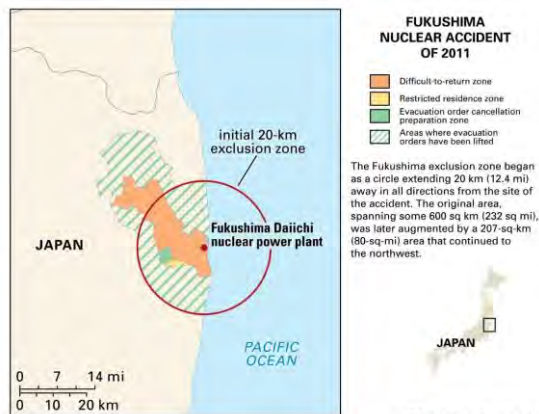 FUKUSHIMA
NUCLEAR ACCIDENT
OF 2011
Difficult-to-return zone
Restricted residence zone
Evacuation order cancellation
preparation zone
Areas where evacuation
orders have been lifted
The Fukushima exclusion zone began
as a circle extending 20 km (12.4 mi)
away in all directions from the site of
the accident. The original area,
spanning some 600 sq km (232 sq mi),
was later augmented by a 207-sq-km
(80-sq-mi) area that continued to
the northwest.
JAPAN
initial 20-km
exclusion zone
Fukushima Daiichi
nuclear power plant
JAPAN
PACIFIC
OCEAN
0 7 14 mi
0 10 20 km